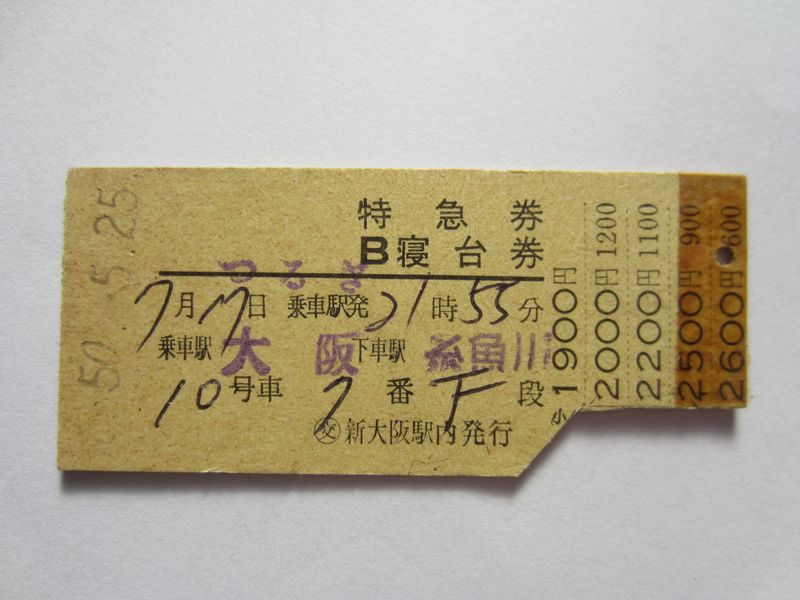 50. 5.25
特急券
B寝台券
つるぎ
7月17日 乗車駅発 21時55分
乗車駅 大阪 下車駅 糸魚川
10号車 7番 下段
㋛新大阪駅内発行
小
1900円
2000円 1200
2200円 1100
2500円 900
2600円 600